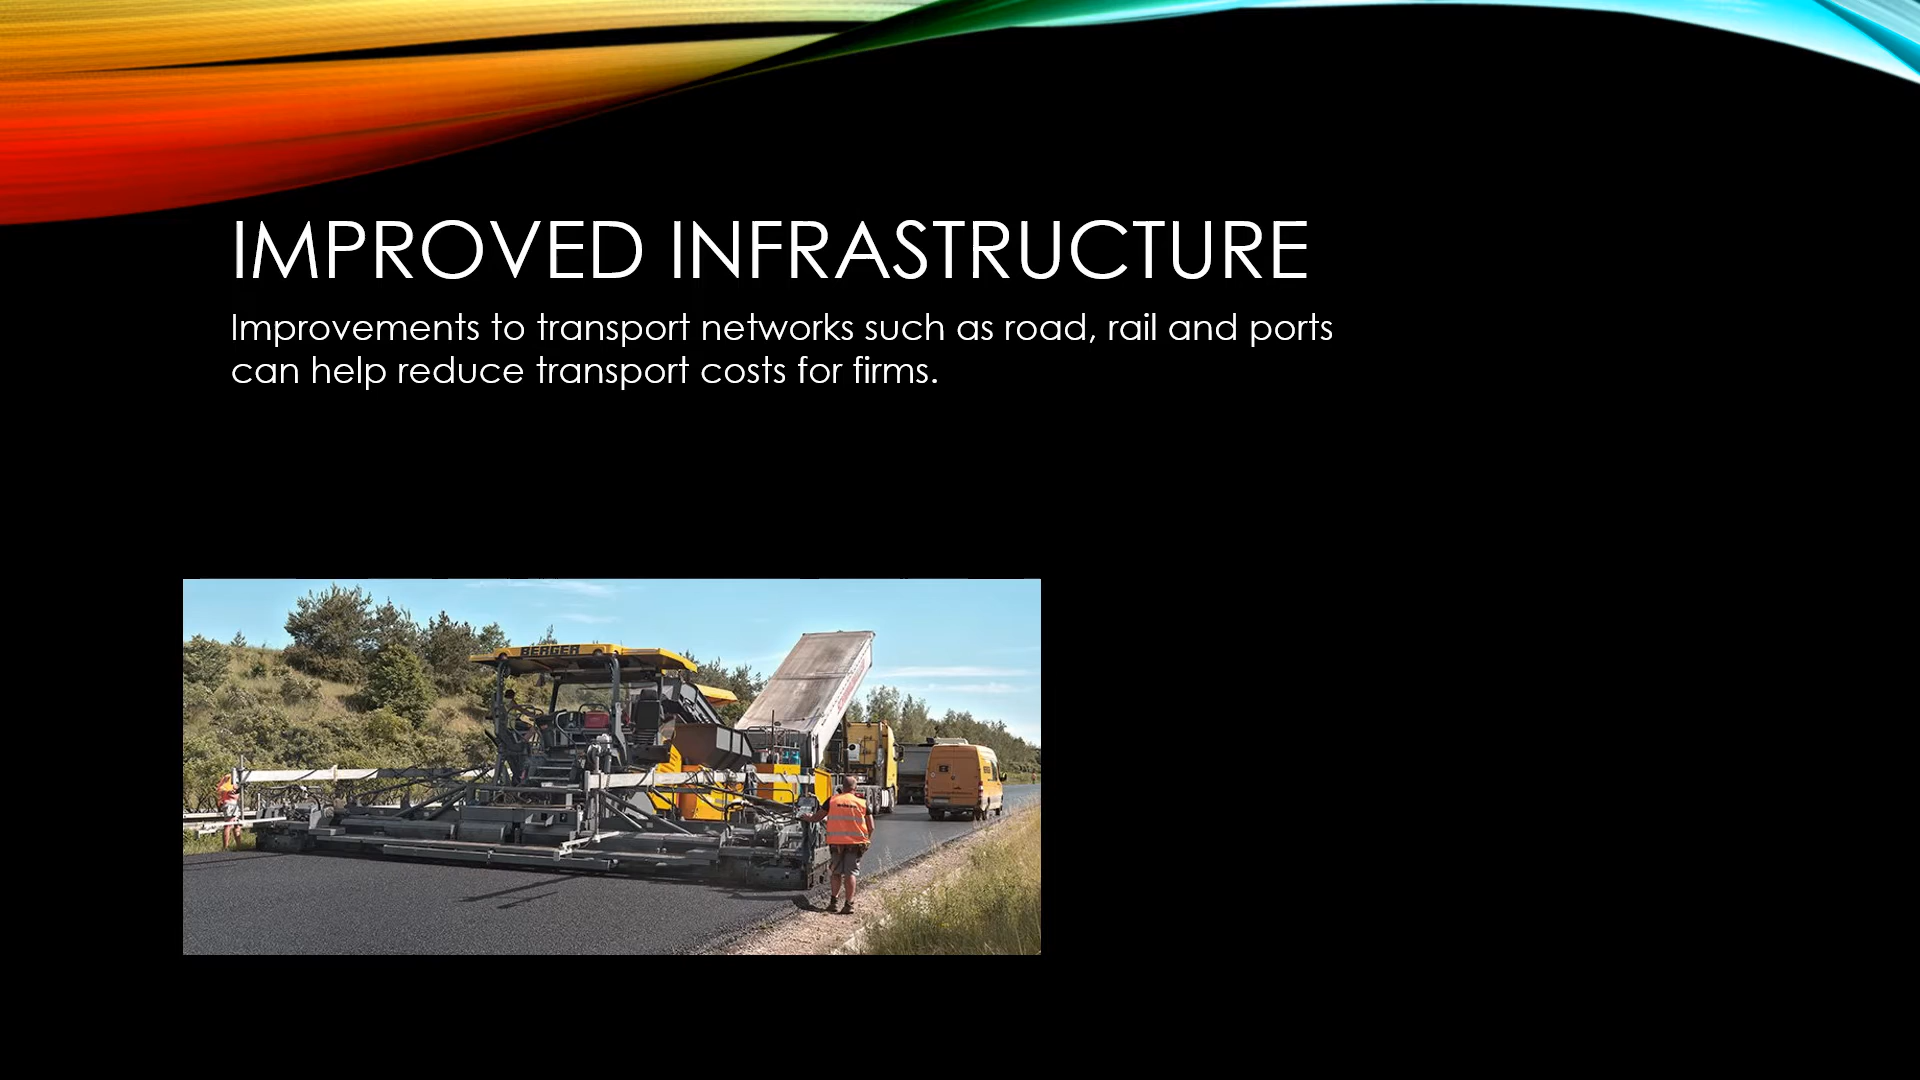 IMPROVED INFRASTRUCTURE
Improvements to transport networks such as road, rail and ports
can help reduce transport costs for firms.
BERGER